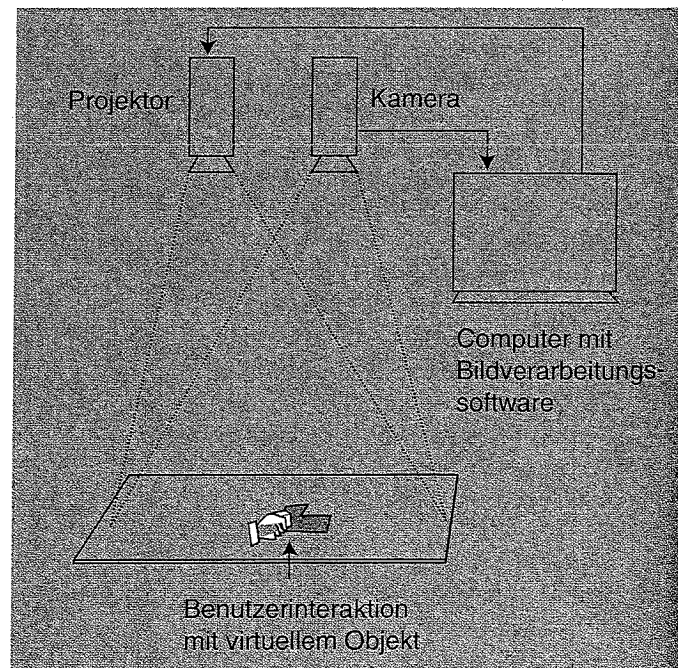 Projektor
Kamera
Computer mit
Bildverarbeitungs-
software
Benutzerinteraktion
mit virtuellem Objekt